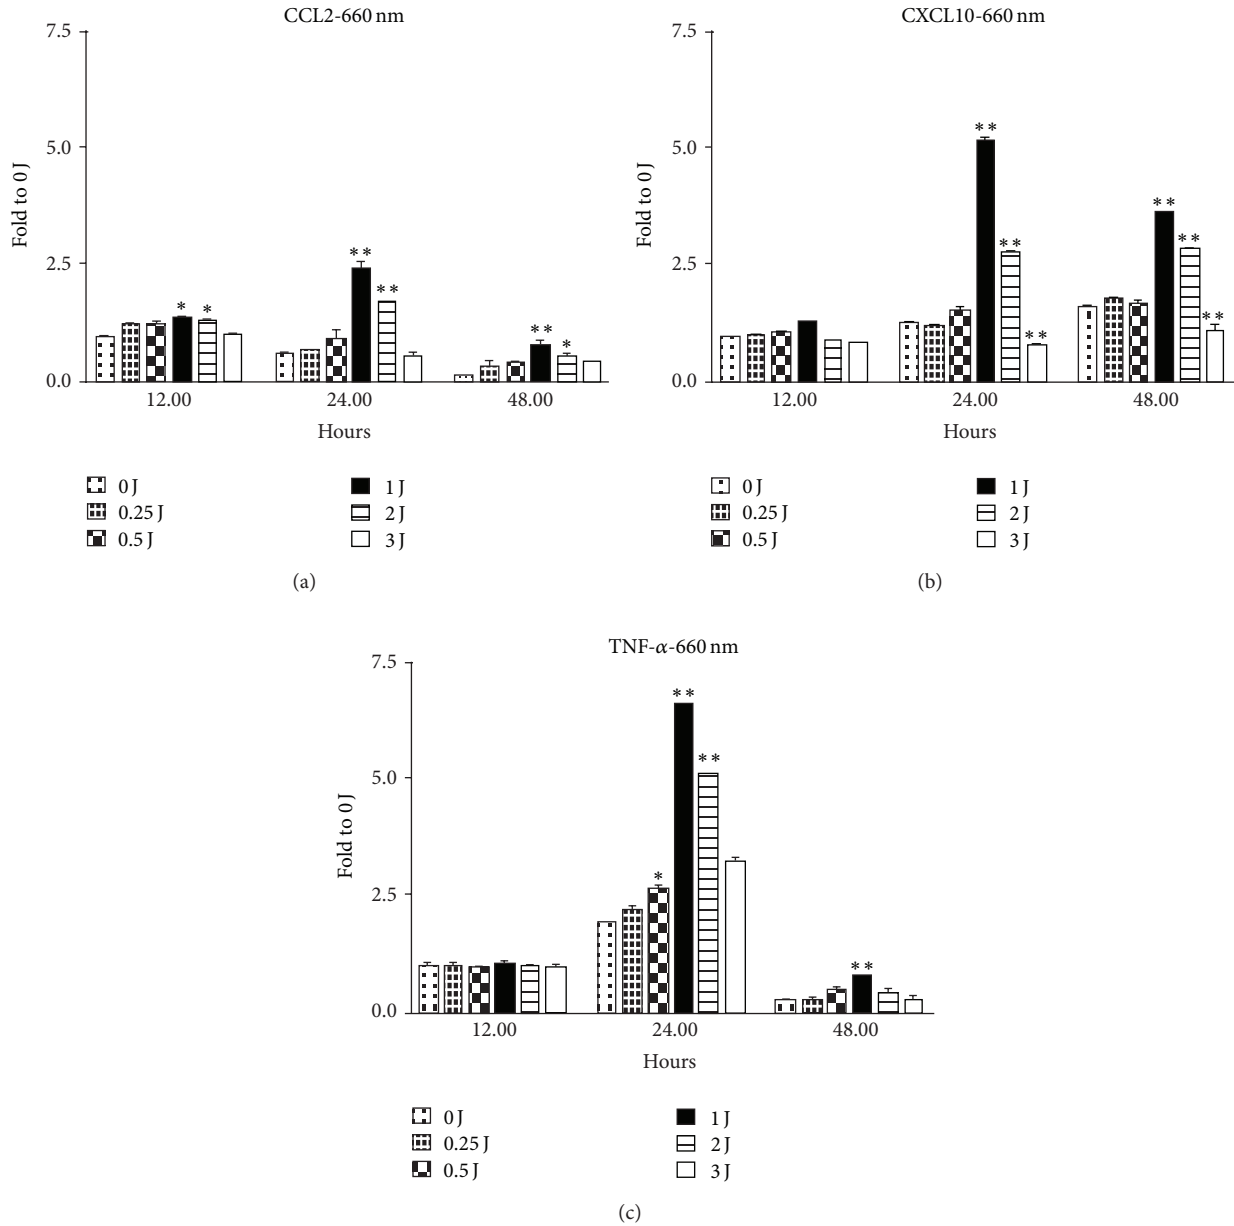 CCL2-660 nm
7.5
5.0
2.5
0.0
Fold to 0 J
* * ** ** ** *
12.00 24.00 48.00
Hours
0 J 1 J
0.25 J 2 J
0.5 J 3 J
(a)
CXCL10-660 nm
7.5
5.0
2.5
0.0
Fold to 0 J
** ** ** ** ** **
12.00 24.00 48.00
Hours
0 J 1 J
0.25 J 2 J
0.5 J 3 J
(b)
TNF-α-660 nm
7.5
5.0
2.5
0.0
Fold to 0 J
* ** ** **
12.00 24.00 48.00
Hours
0 J 1 J
0.25 J 2 J
0.5 J 3 J
(c)